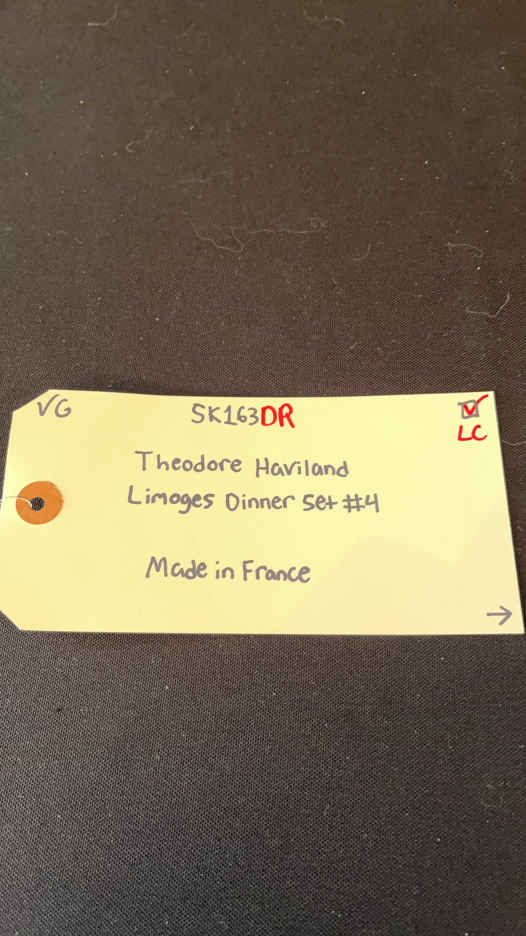 VG SK163DR ☑
LC
Theodore Haviland
Limoges Dinner Set #4
Made in France
→